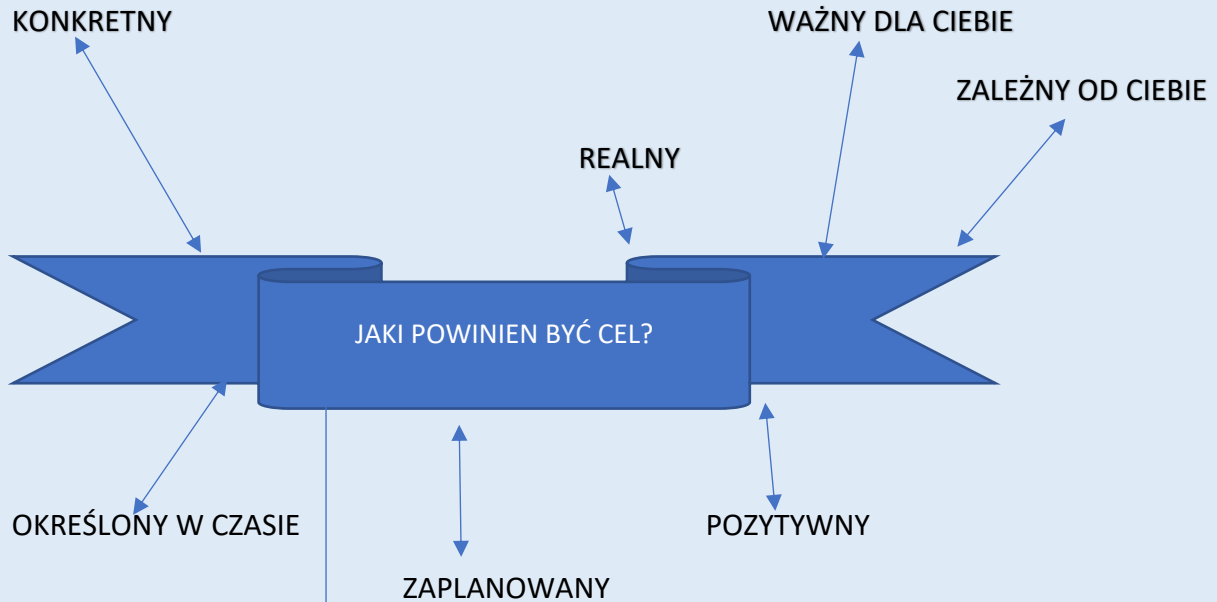 KONKRETNY
WAŻNY DLA CIEBIE
ZALEŻNY OD CIEBIE
REALNY
JAKI POWINIEN BYĆ CEL?
OKREŚLONY W CZASIE
POZYTYWNY
ZAPLANOWANY